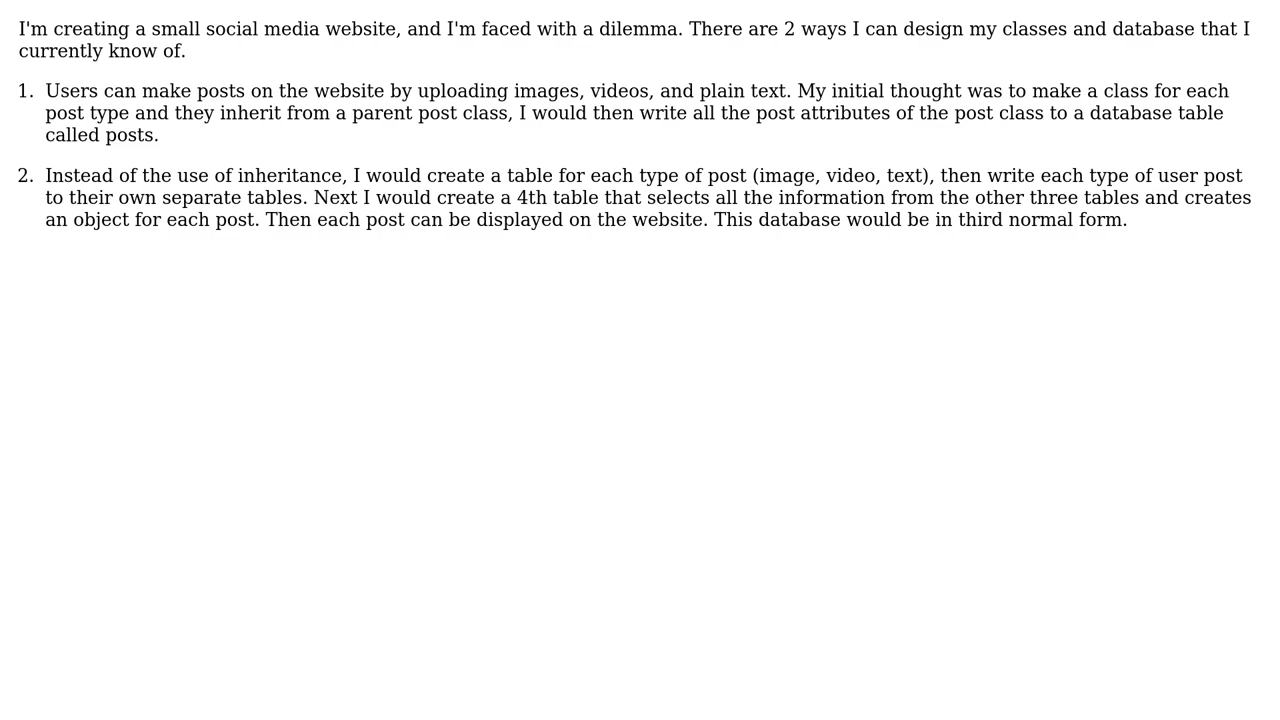 I'm creating a small social media website, and I'm faced with a dilemma. There are 2 ways I can design my classes and database that I
currently know of.
1. Users can make posts on the website by uploading images, videos, and plain text. My initial thought was to make a class for each
post type and they inherit from a parent post class, I would then write all the post attributes of the post class to a database table
called posts.
2. Instead of the use of inheritance, I would create a table for each type of post (image, video, text), then write each type of user post
to their own separate tables. Next I would create a 4th table that selects all the information from the other three tables and creates
an object for each post. Then each post can be displayed on the website. This database would be in third normal form.